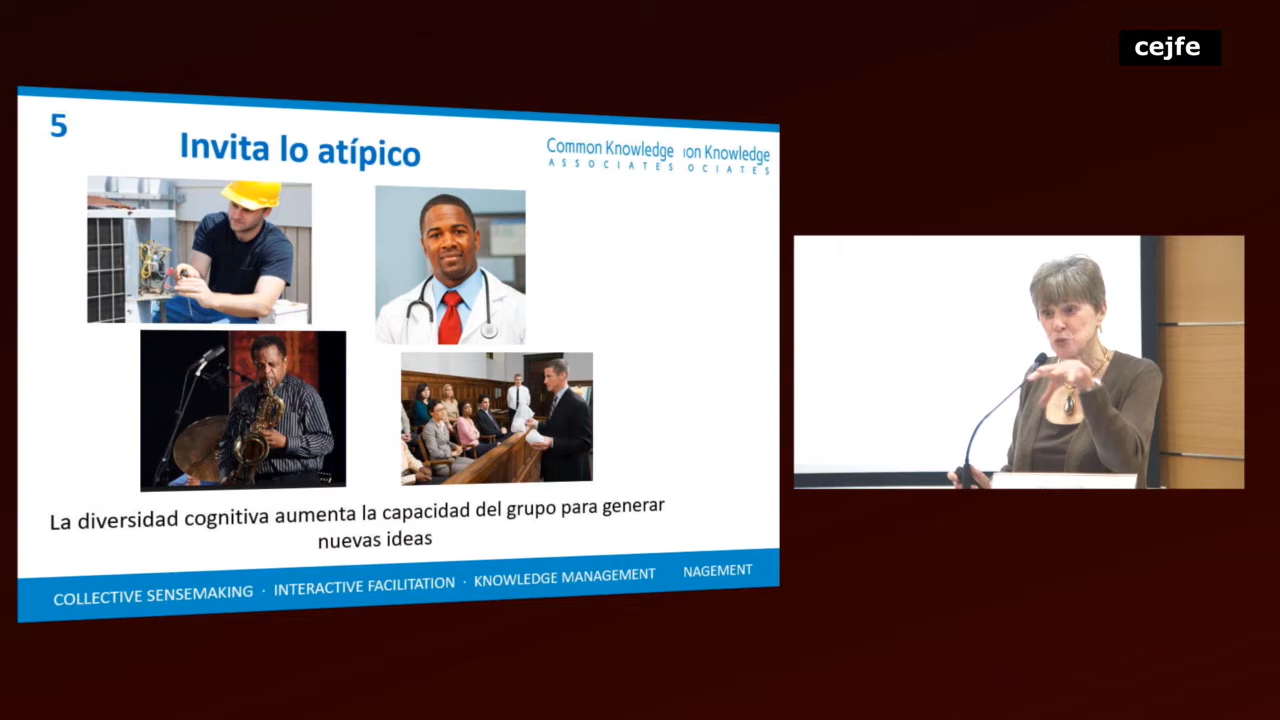 cejfe
5
Invita lo atípico
Common Knowledge
ASSOCIATES
on Knowledge
OCIATES
La diversidad cognitiva aumenta la capacidad del grupo para generar
nuevas ideas
COLLECTIVE SENSEMAKING · INTERACTIVE FACILITATION · KNOWLEDGE MANAGEMENT NAGEMENT